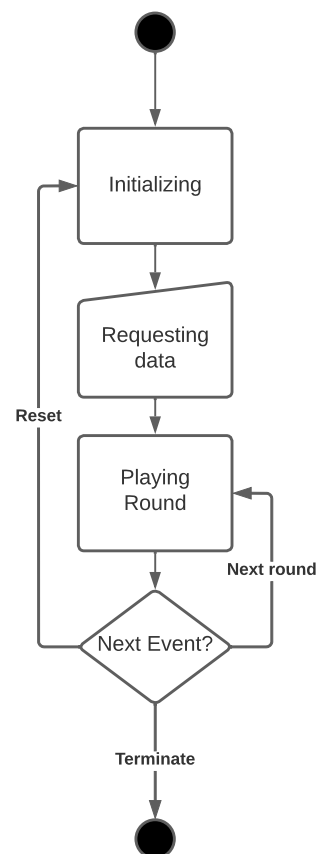 Initializing
Requesting
data
Reset
Playing
Round
Next round
Next Event?
Terminate